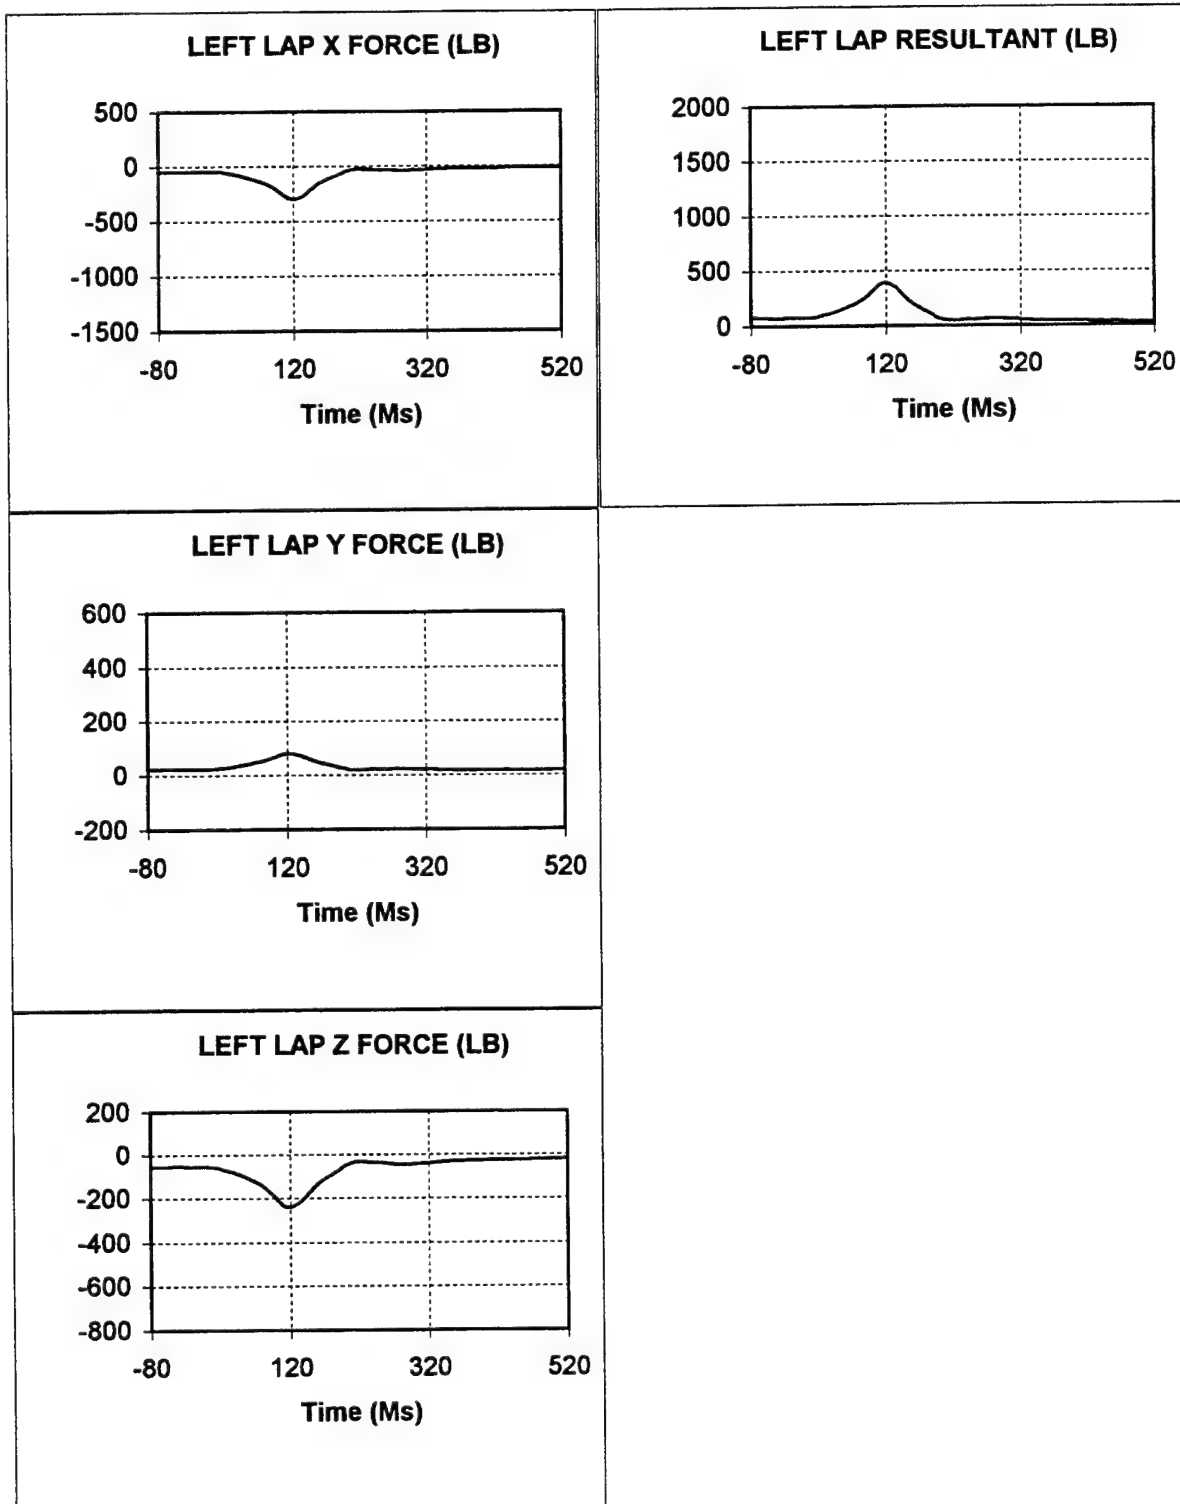 LEFT LAP X FORCE (LB)
500
0
-500
-1000
-1500
-80 120 320 520
Time (Ms)
LEFT LAP RESULTANT (LB)
2000
1500
1000
500
0
-80 120 320 520
Time (Ms)
LEFT LAP Y FORCE (LB)
600
400
200
0
-200
-80 120 320 520
Time (Ms)
LEFT LAP Z FORCE (LB)
200
0
-200
-400
-600
-800
-80 120 320 520
Time (Ms)